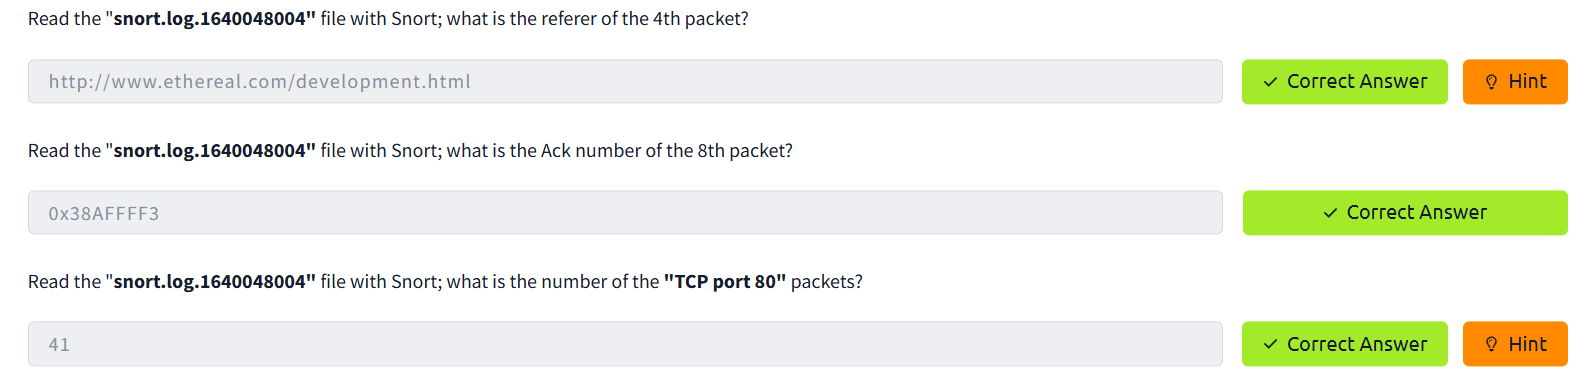 Read the "snort.log.1640048004" file with Snort; what is the referer of the 4th packet?
http://www.ethereal.com/development.html
Correct Answer
Hint
Read the "snort.log.1640048004" file with Snort; what is the Ack number of the 8th packet?
0x38AFFFF3
Correct Answer
Read the "snort.log.1640048004" file with Snort; what is the number of the "TCP port 80" packets?
41
Correct Answer
Hint